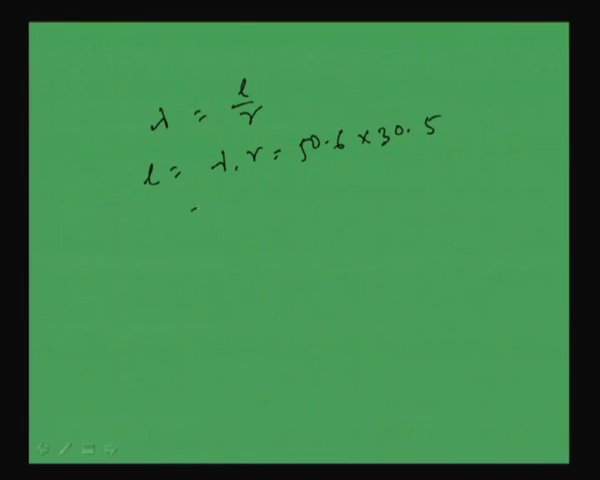 λ = l/r
l = λ.r = 50.6 × 30.5
=